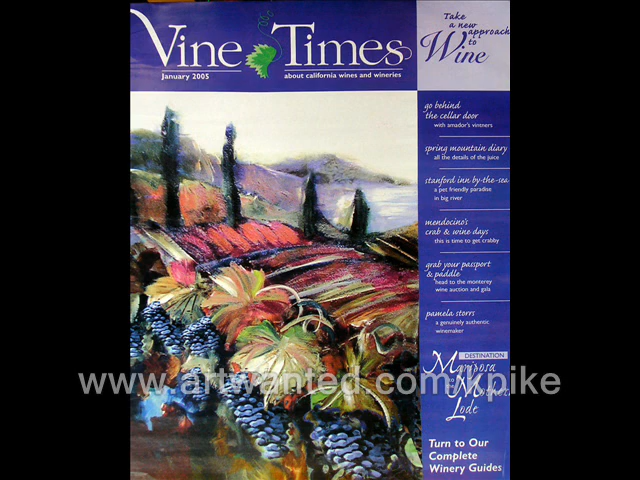 Vine Times
January 2005
about california wines and wineries
Take
a new
approach
to
Wine
go behind
the cellar door
with amador's vintners
spring mountain diary
all the details of the juice
stanford inn by-the-sea
a pet friendly paradise
in big river
mendocino's
crab & wine days
this is time to get crabby
grab your passport
& paddle
head to the monterey
wine auction and gala
pamela storrs
a genuinely authentic
winemaker
DESTINATION
Mariposa
to the
Mother
Lode
Turn to Our
Complete
Winery Guides
www.artwanted.com/kpike